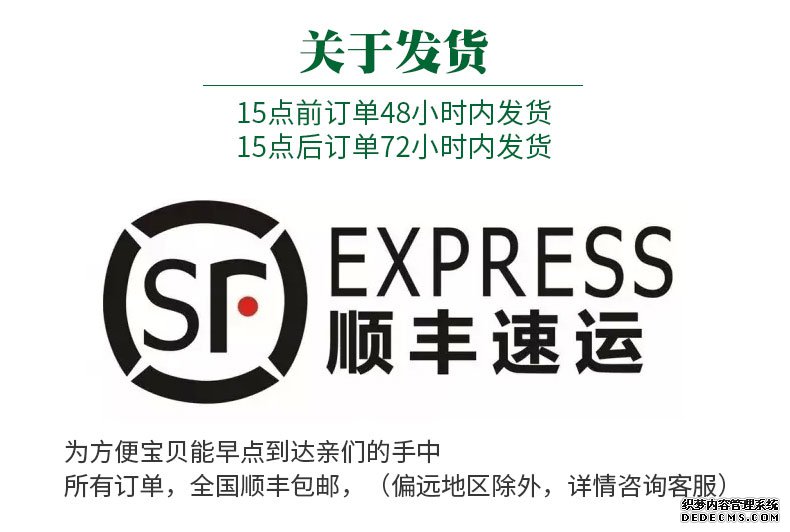 关于发货
15点前订单48小时内发货
15点后订单72小时内发货
SF EXPRESS
顺丰速运
为方便宝贝能早点到达亲们的手中
所有订单，全国顺丰包邮，（偏远地区除外，详情咨询客服）
织梦内容管理系统
DEDECMS.COM